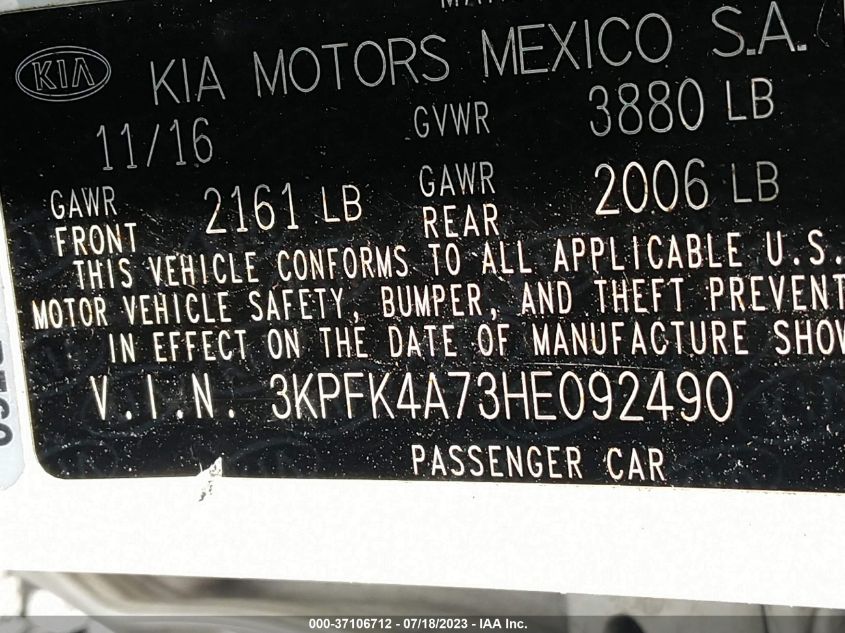 KIA
KIA MOTORS MEXICO S.A.
11/16 GVWR 3880 LB
GAWR FRONT 2161 LB GAWR REAR 2006 LB
THIS VEHICLE CONFORMS TO ALL APPLICABLE U.S.
MOTOR VEHICLE SAFETY, BUMPER, AND THEFT PREVENT
IN EFFECT ON THE DATE OF MANUFACTURE SHOW
V.I.N. 3KPFK4A73HE092490
PASSENGER CAR
000-37106712 - 07/18/2023 - IAA Inc.